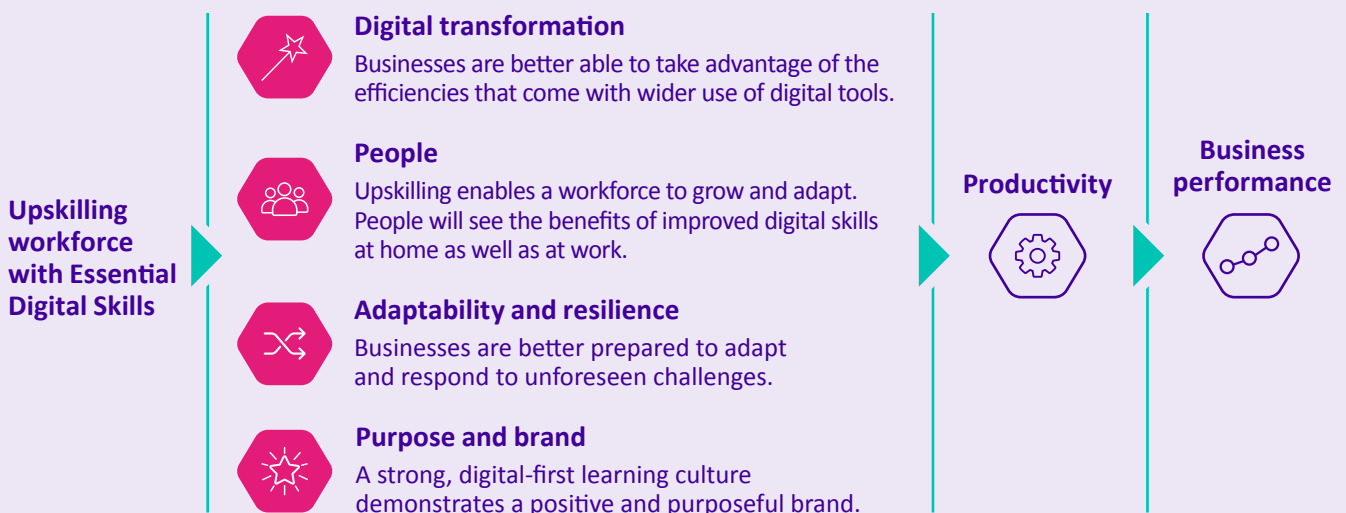 Upskilling
workforce
with Essential
Digital Skills
Digital transformation
Businesses are better able to take advantage of the
efficiencies that come with wider use of digital tools.
People
Upskilling enables a workforce to grow and adapt.
People will see the benefits of improved digital skills
at home as well as at work.
Adaptability and resilience
Businesses are better prepared to adapt
and respond to unforeseen challenges.
Purpose and brand
A strong, digital-first learning culture
demonstrates a positive and purposeful brand.
Productivity
Business
performance